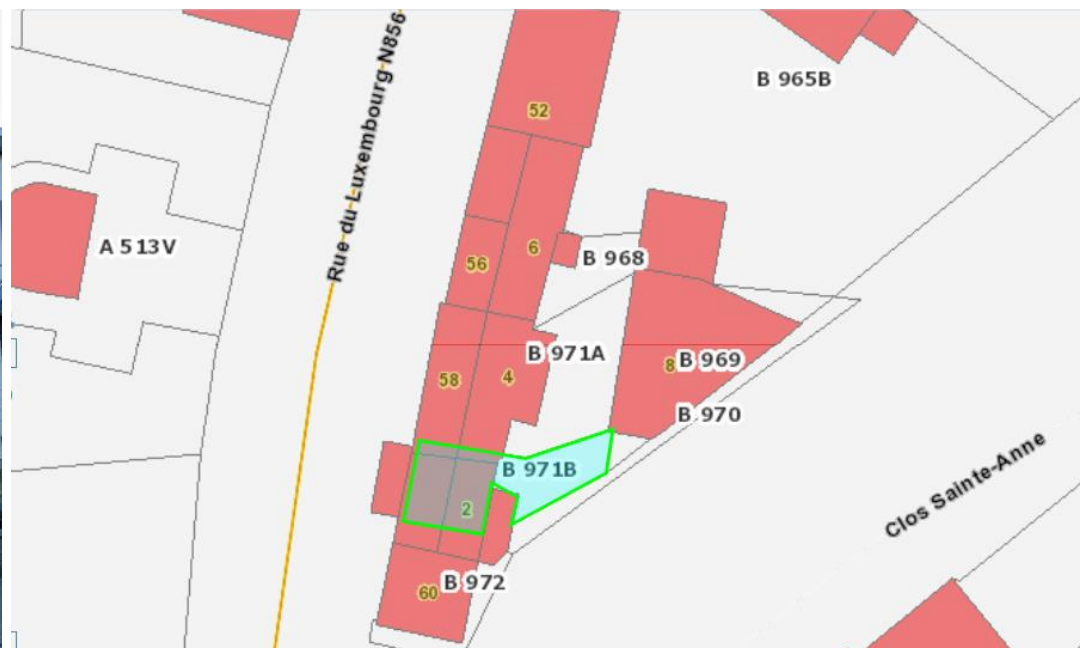 Rue du Luxembourg N856
52
B 965B
A 513V
6
B 968
56
B 971A
58
4
8
B 969
B 970
B 971B
2
Clos Sainte-Anne
B 972
60